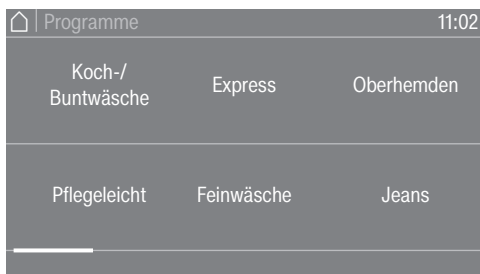 Programme 11:02
Koch-/
Buntwäsche Express Oberhemden
Pflegeleicht Feinwäsche Jeans